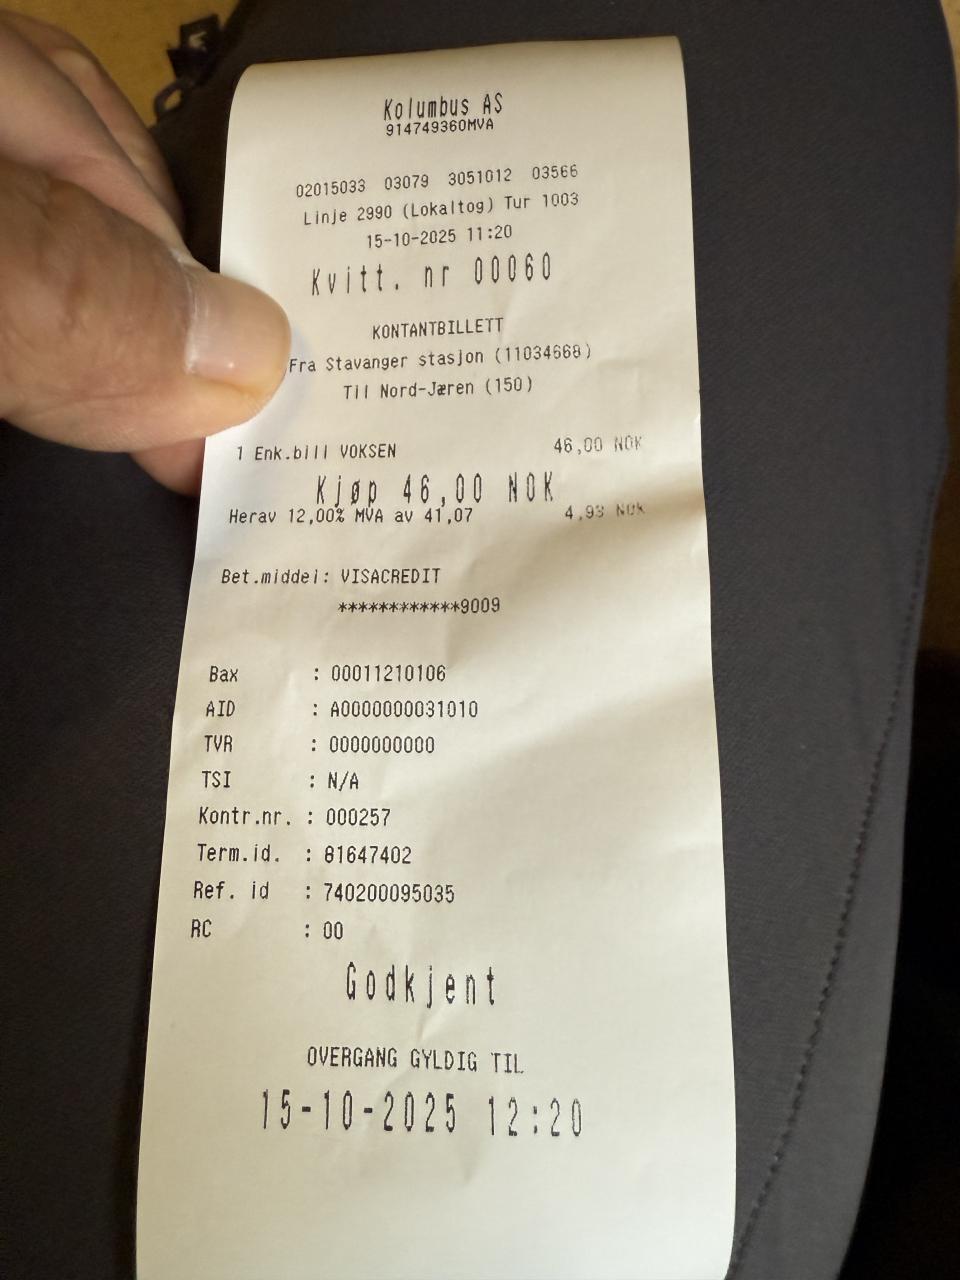 Kolumbus AS
914749360MVA
02015033 03079 3051012 03566
Linje 2990 (Lokaltog) Tur 1003
15-10-2025 11:20
Kvitt. nr 00060
KONTANTBILLETT
Fra Stavanger stasjon (11034668)
Til Nord-Jæren (150)
1 Enk.bill VOKSEN 46,00 NOK
Kjøp 46,00 NOK
Herav 12,00% MVA av 41,07 4,93 NOK
Bet.middel: VISACREDIT
************9009
Bax : 00011210106
AID : A0000000031010
TVR : 0000000000
TSI : N/A
Kontr.nr. : 000257
Term.id. : 81647402
Ref. id : 740200095035
RC : 00
Godkjent
OVERGANG GYLDIG TIL
15-10-2025 12:20